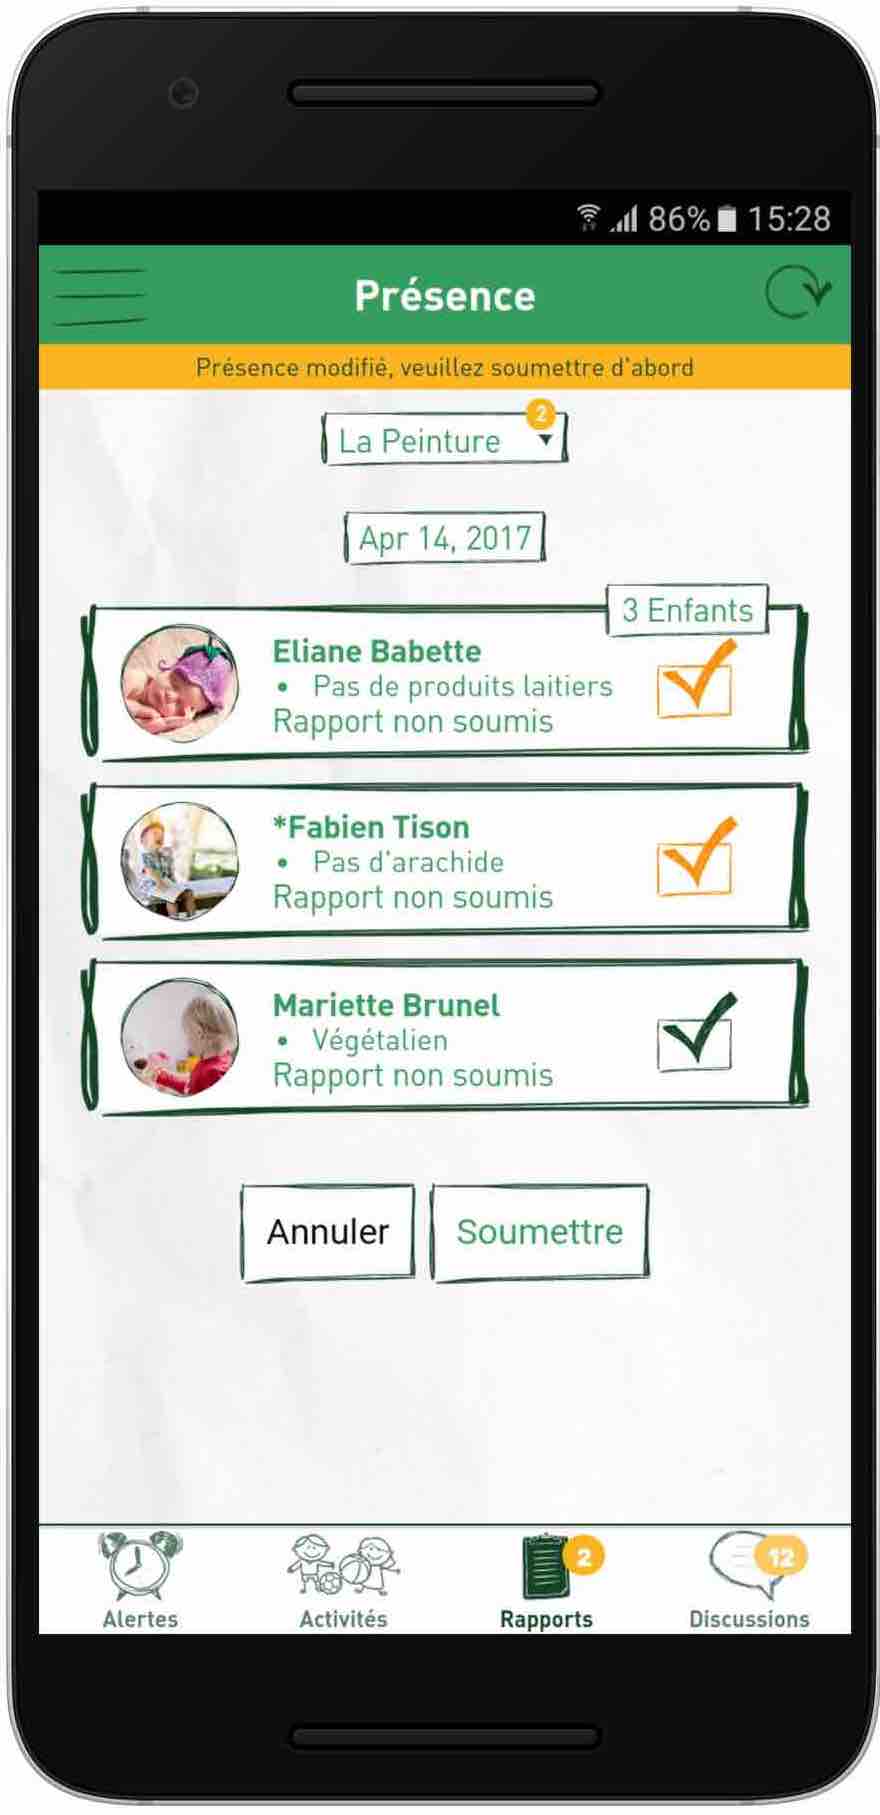 86% 15:28
Présence
Présence modifié, veuillez soumettre d'abord
2
La Peinture
Apr 14, 2017
3 Enfants
Eliane Babette
• Pas de produits laitiers
Rapport non soumis
*Fabien Tison
• Pas d'arachide
Rapport non soumis
Mariette Brunel
• Végétalien
Rapport non soumis
Annuler Soumettre
2 12
Alertes Activités Rapports Discussions